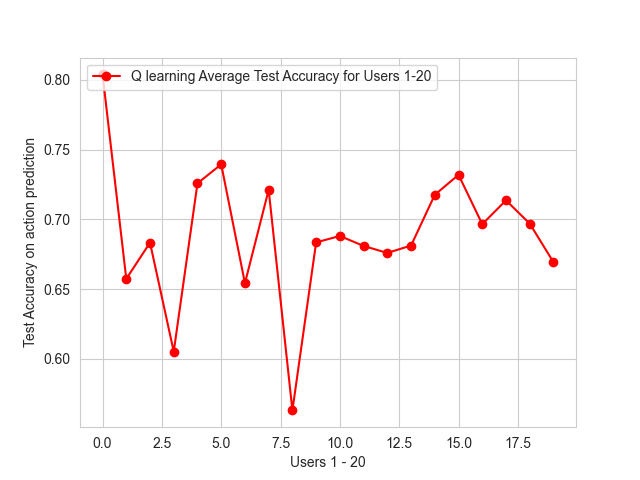 Q learning Average Test Accuracy for Users 1-20
Test Accuracy on action prediction
0.80
0.75
0.70
0.65
0.60
0.0 2.5 5.0 7.5 10.0 12.5 15.0 17.5
Users 1 - 20